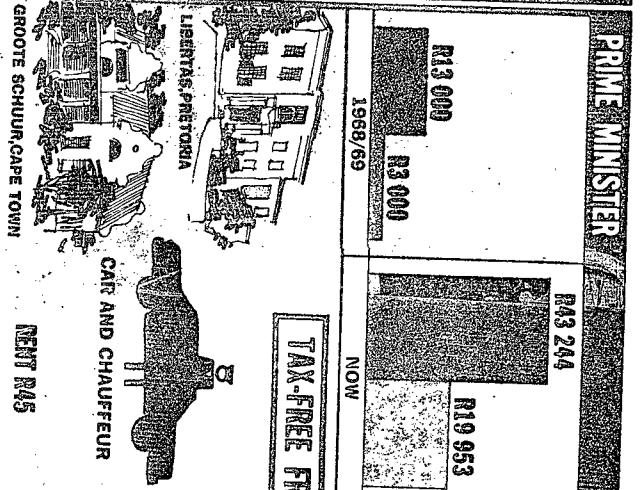 PRIME MINISTER
R13 000
R3 000
1968/69
R43 244
R19 953
NOW
LIBERTAS, PRETORIA
GROOTE SCHUUR, CAPE TOWN
TAX-FREE
CAR AND CHAUFFEUR
RENT R45